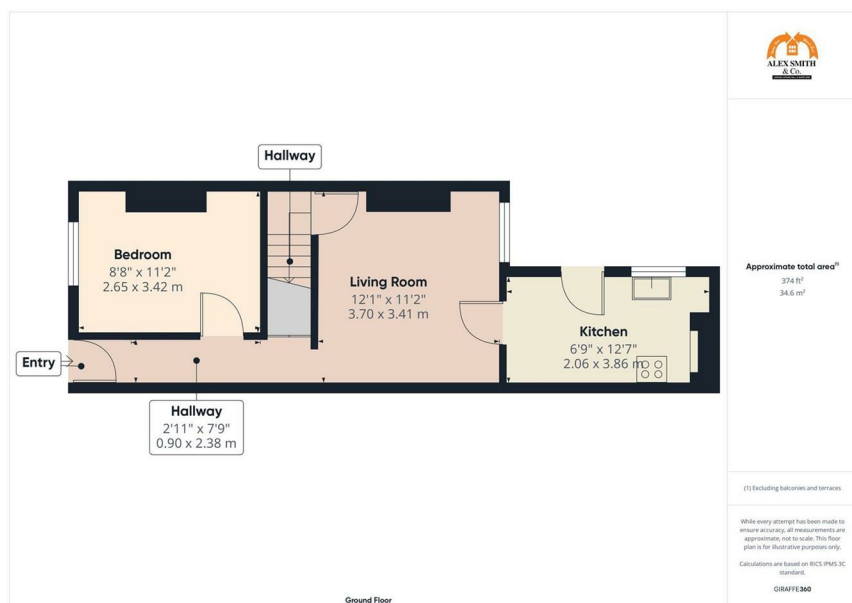 Hallway
Bedroom
8'8" x 11'2"
2.65 x 3.42 m
Living Room
12'1" x 11'2"
3.70 x 3.41 m
Kitchen
6'9" x 12'7"
2.06 x 3.86 m
Entry
Hallway
2'11" x 7'9"
0.90 x 2.38 m
Ground Floor
ALEX SMITH
& Co.
Approximate total area⁽¹⁾
374 ft²
34.6 m²
(1) Excluding balconies and terraces
While every attempt has been made to
ensure accuracy, all measurements are
approximate, not to scale. This floor
plan is for illustrative purposes only.
Calculations are based on RICS IPMS 3C
standard.
GIRAFFE360